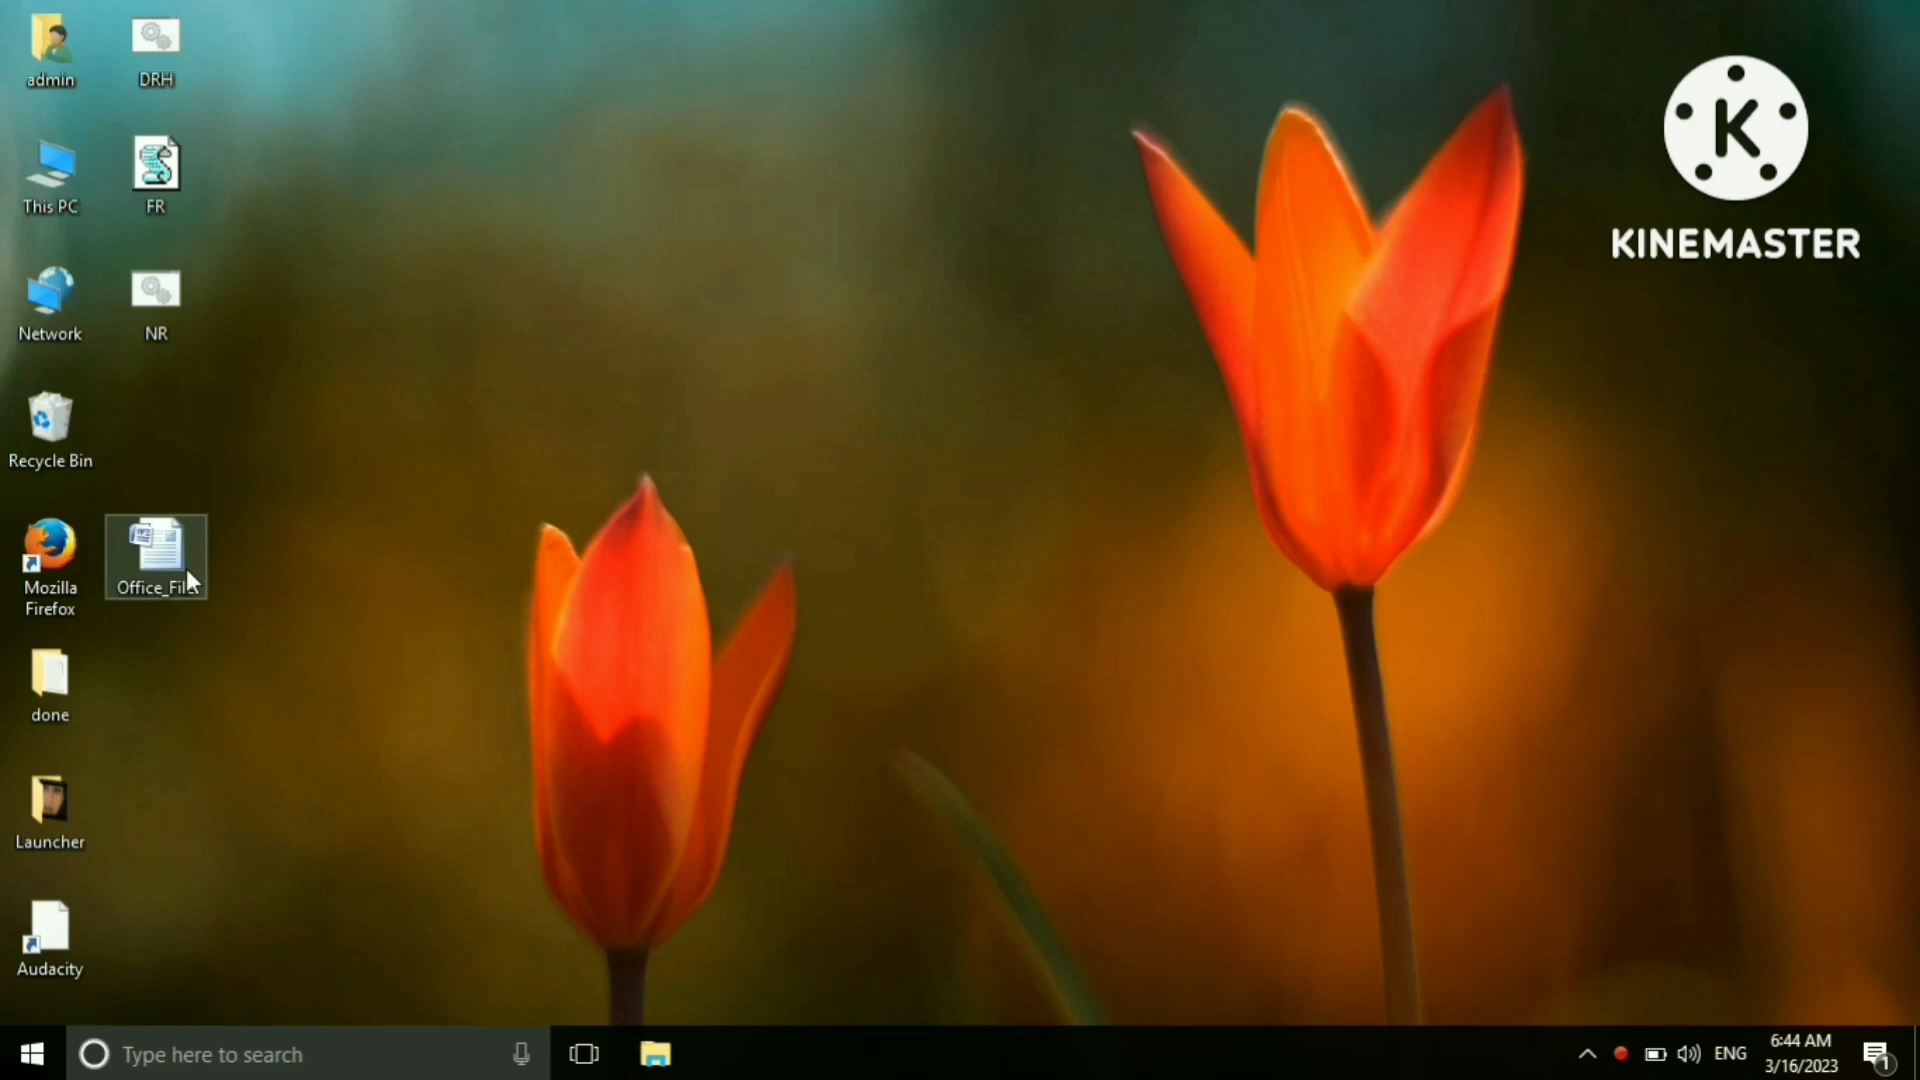 admin
DRH
This PC
FR
Network
NR
Recycle Bin
Mozilla
Firefox
done
Launcher
Audacity
K
KINEMASTER
Type here to search
ENG
6:44 AM
3/16/2023
1